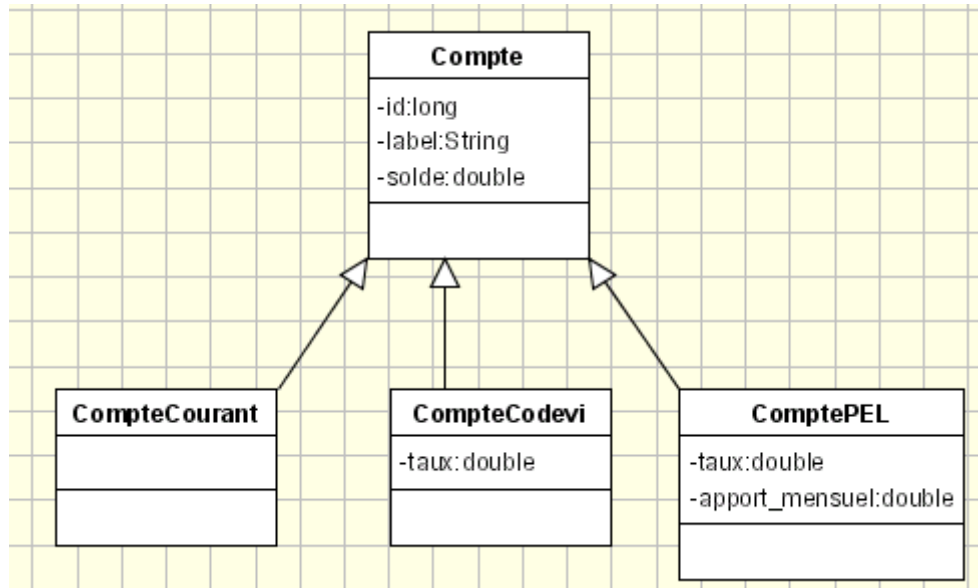 Compte
-id:long
-label:String
-solde:double
CompteCourant
CompteCodevi
-taux:double
ComptePEL
-taux:double
-apport_mensuel:double